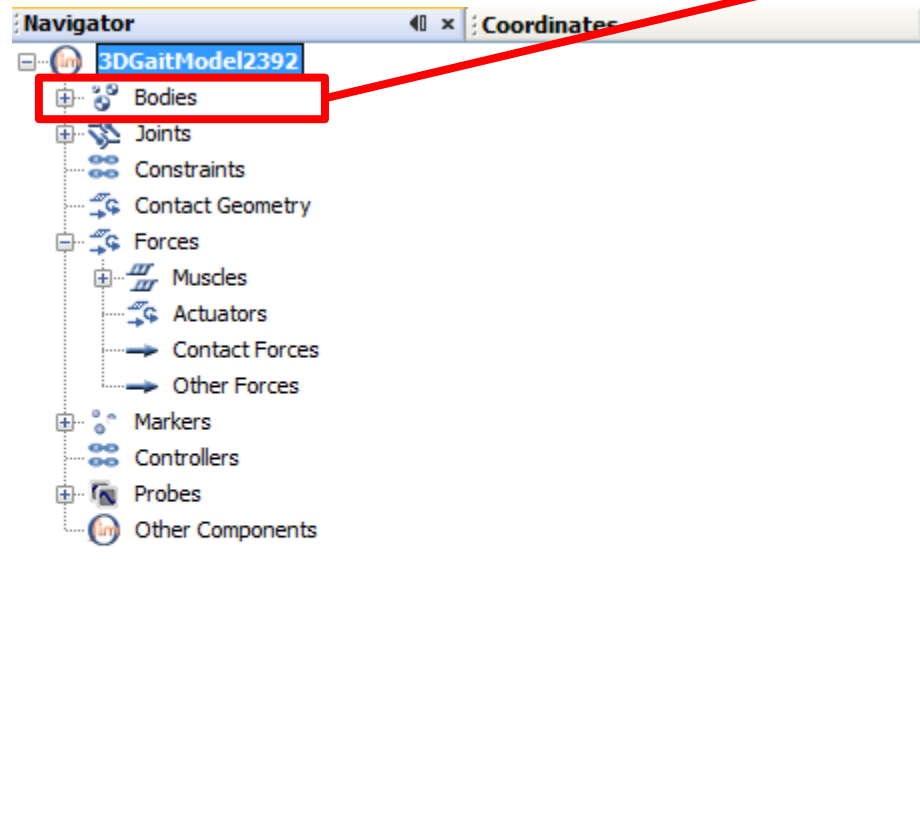 Navigator
Coordinates
3DGaitModel2392
Bodies
Joints
Constraints
Contact Geometry
Forces
Muscles
Actuators
Contact Forces
Other Forces
Markers
Controllers
Probes
Other Components